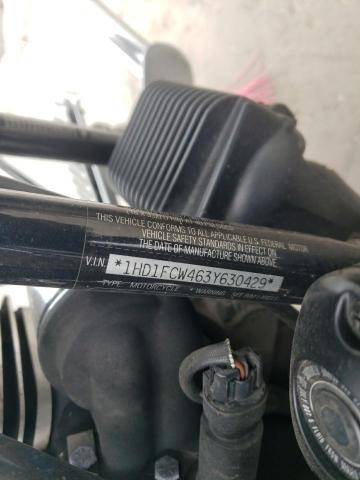 THIS VEHICLE CONFORMS TO ALL APPLICABLE U.S. FEDERAL MOTOR
VEHICLE SAFETY STANDARDS IN EFFECT ON
THE DATE OF MANUFACTURE SHOWN ABOVE.
V.I.N. *1HD1FCW463Y630429*
TYPE MOTORCYCLE * WARNING